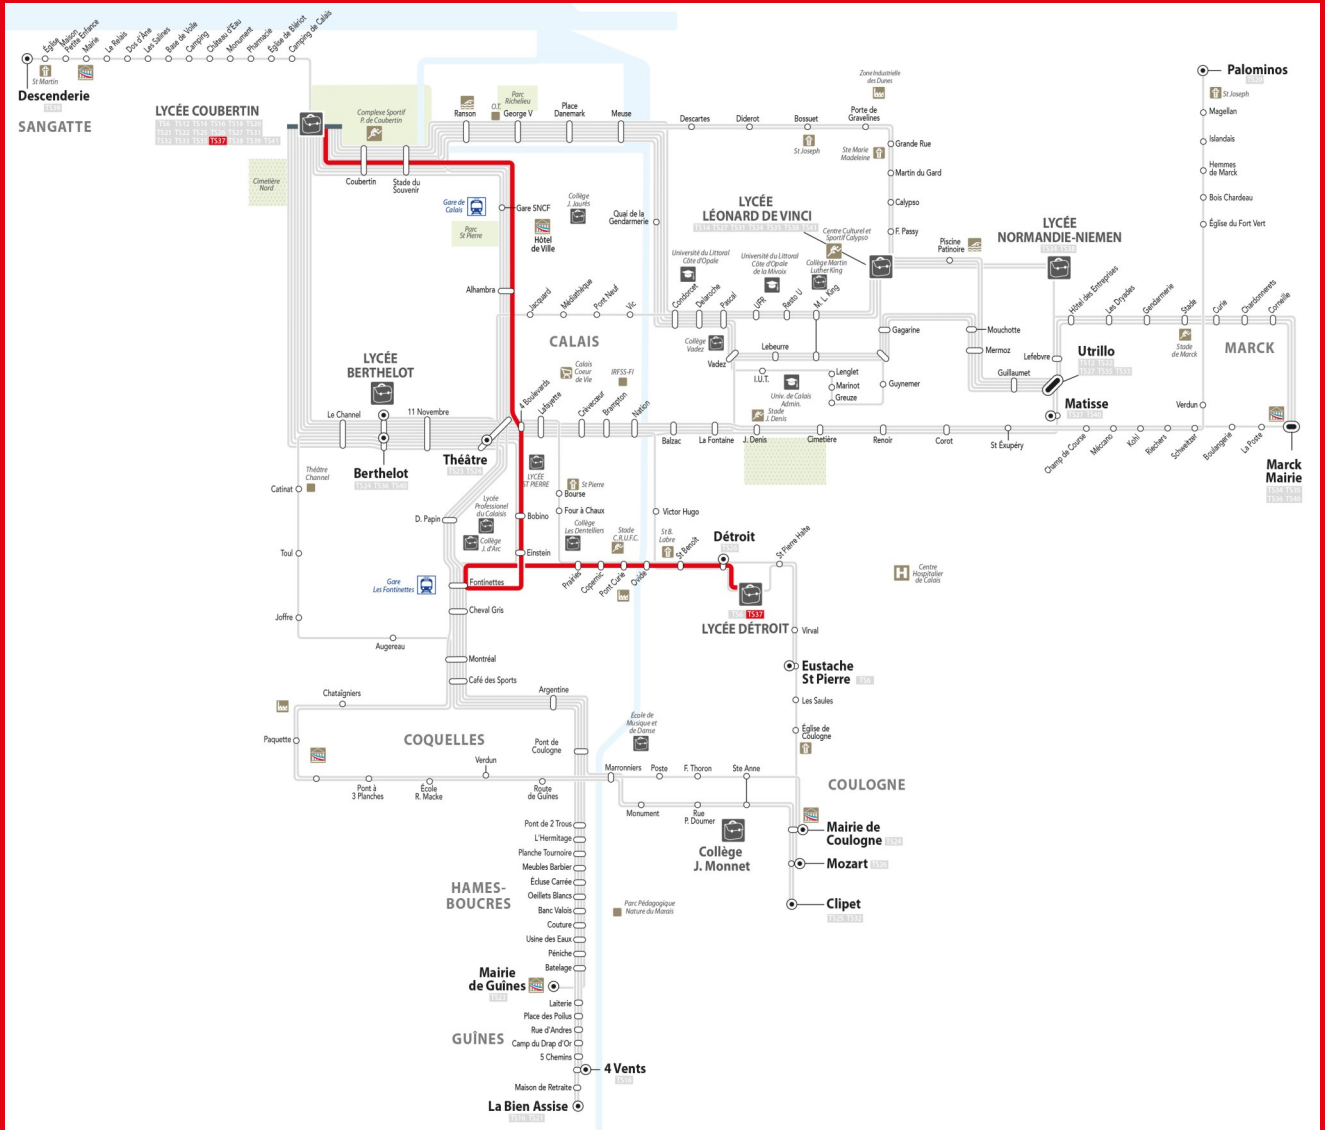 Église
Maison
Petite Enfance
Mairie
Le Relais
Dos d'Âne
Les Salines
Base de Voile
Camping
Château d'Eau
Monument
Pharmacie
Église de Blériot
Camping de Calais
St Martin
Descenderie
SANGATTE
LYCÉE COUBERTIN
TS37
Complexe Sportif
P. de Coubertin
Cimetière
Nord
Coubertin
Stade du
Souvenir
Ranson
O.T.
Parc
Richelieu
George V
Place
Danemark
Meuse
Descartes
Diderot
Bossuet
St Joseph
Zone Industrielle
des Dunes
Porte de
Gravelines
Ste Marie
Madeleine
Grande Rue
Martin du Gard
Calypso
F. Passy
Palominos
St Joseph
Magellan
Islandais
Hemmes
de Marck
Bois Chardeau
Église du Fort Vert
Gare de
Calais
Gare SNCF
Parc
St Pierre
Hôtel
de Ville
Collège
J. Jaurès
Quai de la
Gendarmerie
LYCÉE
LÉONARD DE VINCI
Centre Culturel et
Sportif Calypso
Collège Martin
Luther King
Université du Littoral
Côte d'Opale
Université du Littoral
Côte d'Opale
de la Mivoix
Piscine
Patinoire
LYCÉE
NORMANDIE-NIEMEN
Alhambra
Jacquard
Médiathèque
Pont Neuf
Vic
Condorcet
Delaroche
Pascal
UFR
Resto U
M. L. King
Gagarine
Mouchotte
Mermoz
Guillaumet
Lefebvre
Utrillo
Hôtel des Entreprises
Les Dryades
Gendarmerie
Stade
Curie
Chardonnerets
Corneille
Stade
de Marck
MARCK
CALAIS
Collège
Vadez
Vadez
Lebeurre
I.U.T.
Univ. de Calais
Admin.
Lenglet
Marinot
Greuze
Guynemer
Stade
J. Denis
Matisse
Verdun
LYCÉE
BERTHELOT
Calais
Coeur
de Vie
IRFSS-FI
Le Channel
11 Novembre
4 Boulevards
Lafayette
Crèvecœur
Brampton
Nation
Balzac
La Fontaine
J. Denis
Cimetière
Renoir
Corot
St Exupéry
Champ de Course
Méccano
Kohl
Riechers
Schweitzer
Boulangerie
La Poste
Marck
Mairie
Berthelot
Théâtre
Théâtre
Channel
Catinat
Toul
Joffre
Augereau
LYCÉE
ST PIERRE
St Pierre
Bourse
Four à Chaux
Collège
Les Dentelliers
Lycée
Professionel
du Calaisis
Collège
J. d'Arc
D. Papin
Bobino
Einstein
Stade
C.R.U.F.C.
St B.
Labre
Victor Hugo
Gare
Les Fontinettes
Fontinettes
Cheval Gris
Montréal
Café des Sports
Prairies
Copernic
Pont Curie
Ovide
St Benoît
Détroit
St Pierre Halte
TS37
LYCÉE DÉTROIT
Centre
Hospitalier
de Calais
Virval
Eustache
St Pierre
Les Saules
Église de
Coulogne
Chataîgniers
Paquette
COQUELLES
Argentine
Pont de
Coulogne
École de
Musique et
de Danse
Pont à
3 Planches
École
R. Macke
Verdun
Route
de Guînes
Marronniers
Poste
F. Thoron
Ste Anne
Monument
Rue
P. Doumer
Collège
J. Monnet
COULOGNE
Mairie de
Coulogne
Mozart
Clipet
Pont de 2 Trous
L'Hermitage
Planche Tournoire
Meubles Barbier
Écluse Carrée
Oeillets Blancs
Banc Valois
Couture
Usine des Eaux
Péniche
Batelage
HAMES-
BOUCRES
Parc Pédagogique
Nature du Marais
Mairie
de Guînes
Laiterie
Place des Poilus
Rue d'Andres
Camp du Drap d'Or
5 Chemins
GUÎNES
4 Vents
Maison de Retraite
La Bien Assise